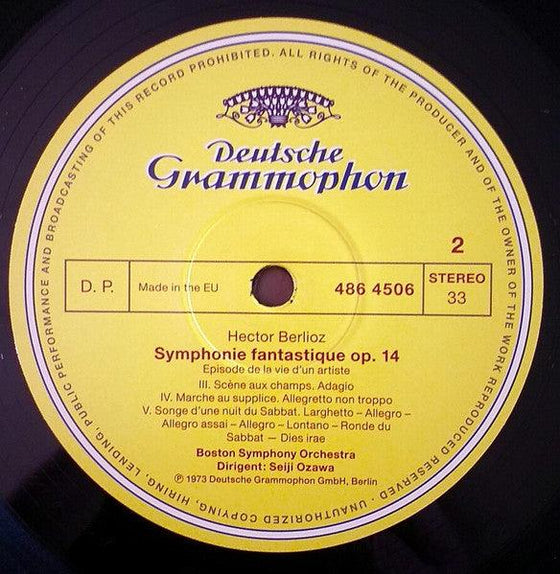 ALL RIGHTS OF THE PRODUCER AND OF THE OWNER OF THE WORK REPRODUCED RESERVED · UNAUTHORIZED COPYING, HIRING, LENDING, PUBLIC PERFORMANCE AND BROADCASTING OF THIS RECORD PROHIBITED.
Deutsche
Grammophon
2
D. P.
Made in the EU
486 4506
STEREO
33
Hector Berlioz
Symphonie fantastique op. 14
Episode de la vie d'un artiste
III. Scène aux champs. Adagio
IV. Marche au supplice. Allegretto non troppo
V. Songe d'une nuit du Sabbat. Larghetto – Allegro –
Allegro assai – Allegro – Lontano – Ronde du
Sabbat – Dies irae
Boston Symphony Orchestra
Dirigent: Seiji Ozawa
℗ 1973 Deutsche Grammophon GmbH, Berlin